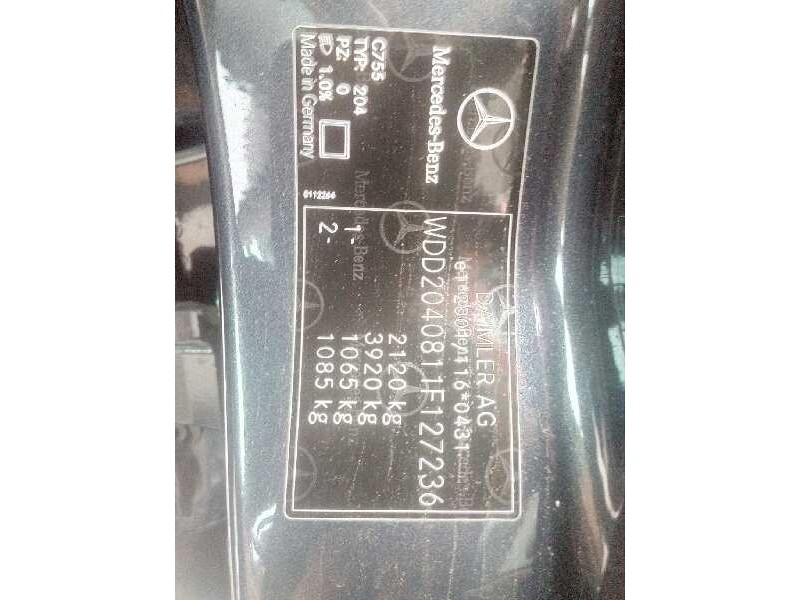 Mercedes-Benz
C755
TYP: 204
PZ: 0
1.0%
Made in Germany
0112266
DAIMLER AG
WDD2040811F127236
2120 kg
3920 kg
1- 1065 kg
2- 1085 kg